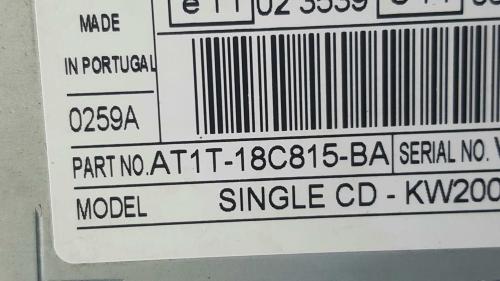 MADE
IN PORTUGAL
0259A
PART NO. AT1T-18C815-BA SERIAL NO.
MODEL SINGLE CD - KW200